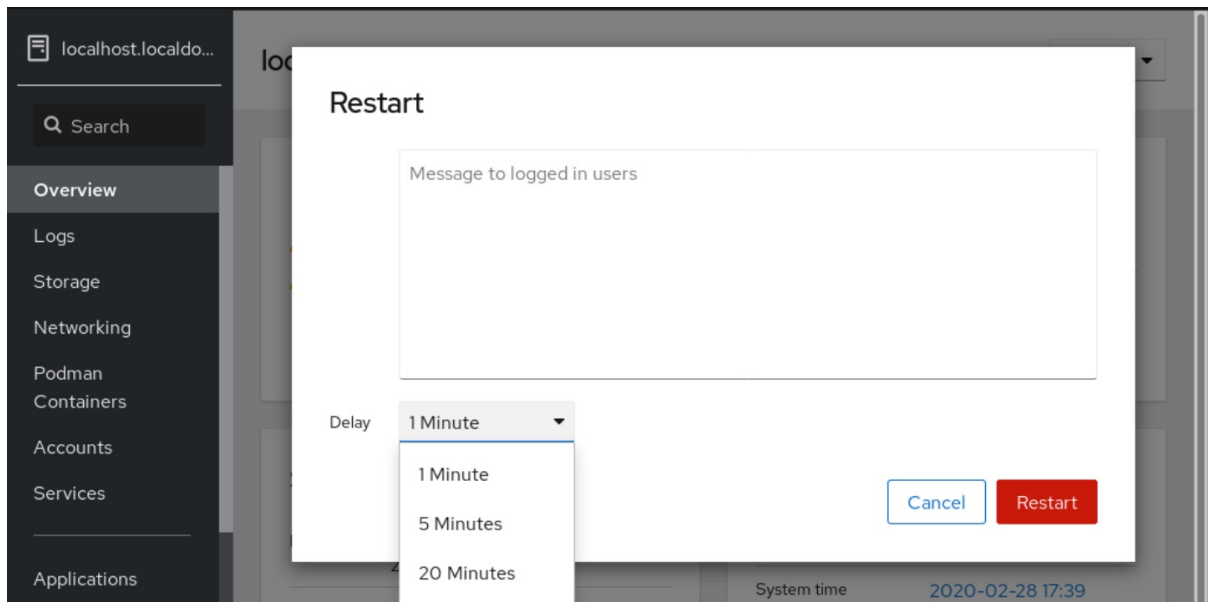 localhost.localdo...
Search
Overview
Logs
Storage
Networking
Podman
Containers
Accounts
Services
Applications
loc
Restart
Message to logged in users
Delay
1 Minute
1 Minute
5 Minutes
20 Minutes
Cancel
Restart
System time
2020-02-28 17:39